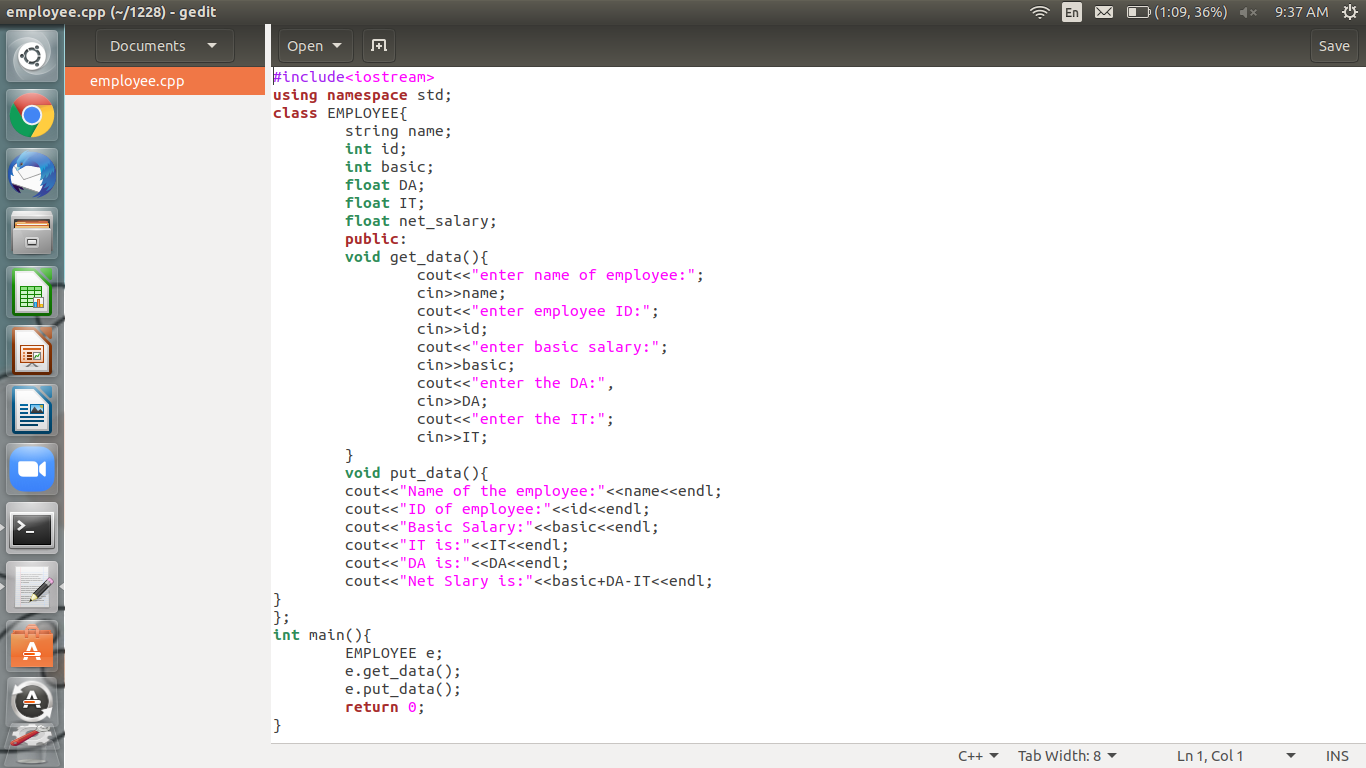 employee.cpp (~/1228) - gedit
En
(1:09, 36%)
9:37 AM
Documents
Open
Save
employee.cpp
#include<iostream>
using namespace std;
class EMPLOYEE{
string name;
int id;
int basic;
float DA;
float IT;
float net_salary;
public:
void get_data(){
cout<<"enter name of employee:";
cin>>name;
cout<<"enter employee ID:";
cin>>id;
cout<<"enter basic salary:";
cin>>basic;
cout<<"enter the DA:",
cin>>DA;
cout<<"enter the IT:";
cin>>IT;
}
void put_data(){
cout<<"Name of the employee:"<<name<<endl;
cout<<"ID of employee:"<<id<<endl;
cout<<"Basic Salary:"<<basic<<endl;
cout<<"IT is:"<<IT<<endl;
cout<<"DA is:"<<DA<<endl;
cout<<"Net Slary is:"<<basic+DA-IT<<endl;
}
};
int main(){
EMPLOYEE e;
e.get_data();
e.put_data();
return 0;
}
C++
Tab Width: 8
Ln 1, Col 1
INS